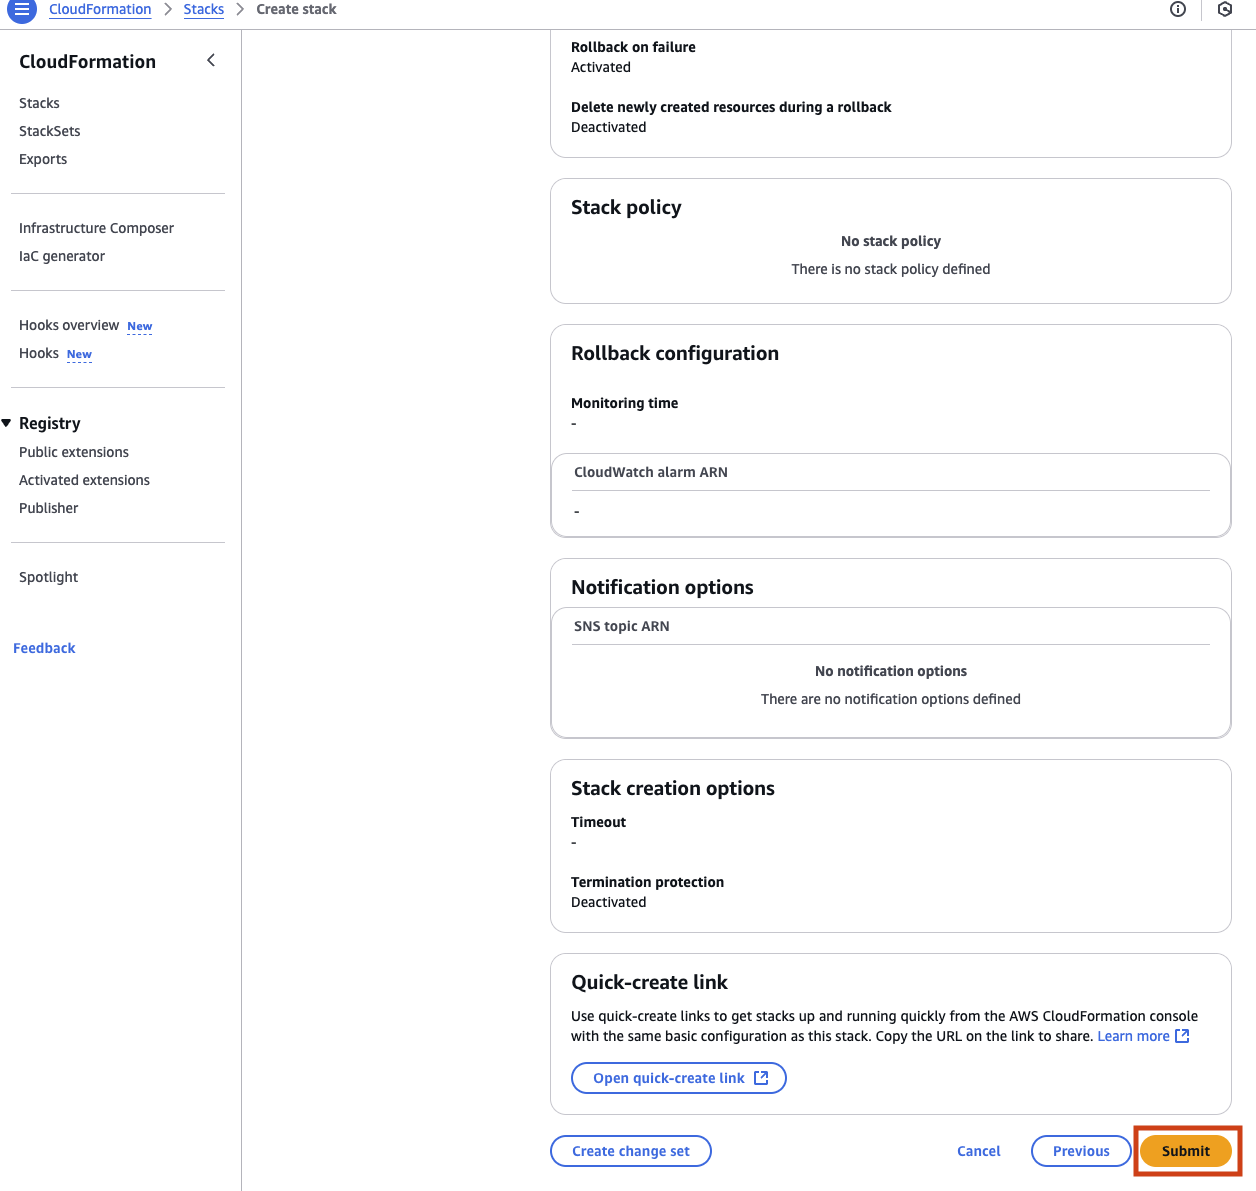 CloudFormation
Stacks
Create stack
CloudFormation
Stacks
StackSets
Exports
Infrastructure Composer
IaC generator
Hooks overview New
Hooks New
Registry
Public extensions
Activated extensions
Publisher
Spotlight
Feedback
Rollback on failure
Activated
Delete newly created resources during a rollback
Deactivated
Stack policy
No stack policy
There is no stack policy defined
Rollback configuration
Monitoring time
-
CloudWatch alarm ARN
-
Notification options
SNS topic ARN
No notification options
There are no notification options defined
Stack creation options
Timeout
-
Termination protection
Deactivated
Quick-create link
Use quick-create links to get stacks up and running quickly from the AWS CloudFormation console
with the same basic configuration as this stack. Copy the URL on the link to share. Learn more
Open quick-create link
Create change set
Cancel
Previous
Submit